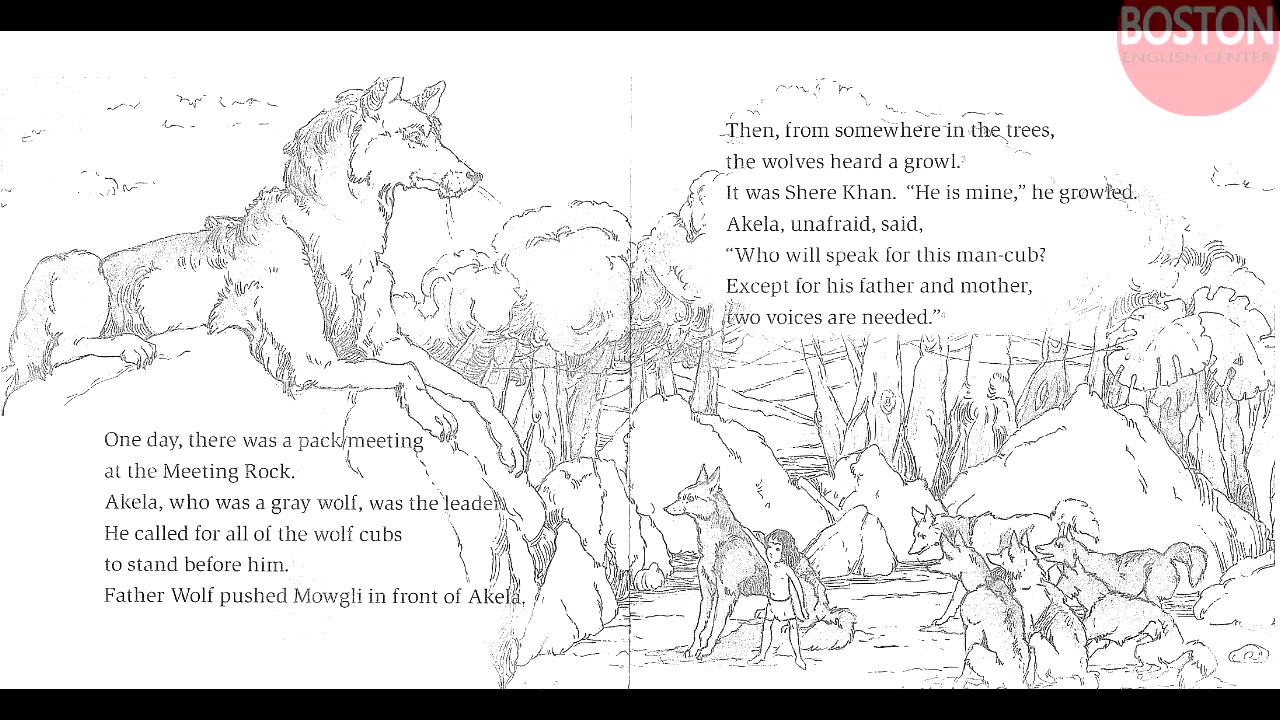 BOSTON
ENGLISH CENTER
One day, there was a pack meeting
at the Meeting Rock.
Akela, who was a gray wolf, was the leader.
He called for all of the wolf cubs
to stand before him.
Father Wolf pushed Mowgli in front of Akela.
Then, from somewhere in the trees,
the wolves heard a growl.
It was Shere Khan. “He is mine,” he growled.
Akela, unafraid, said,
“Who will speak for this man-cub?
Except for his father and mother,
two voices are needed.”